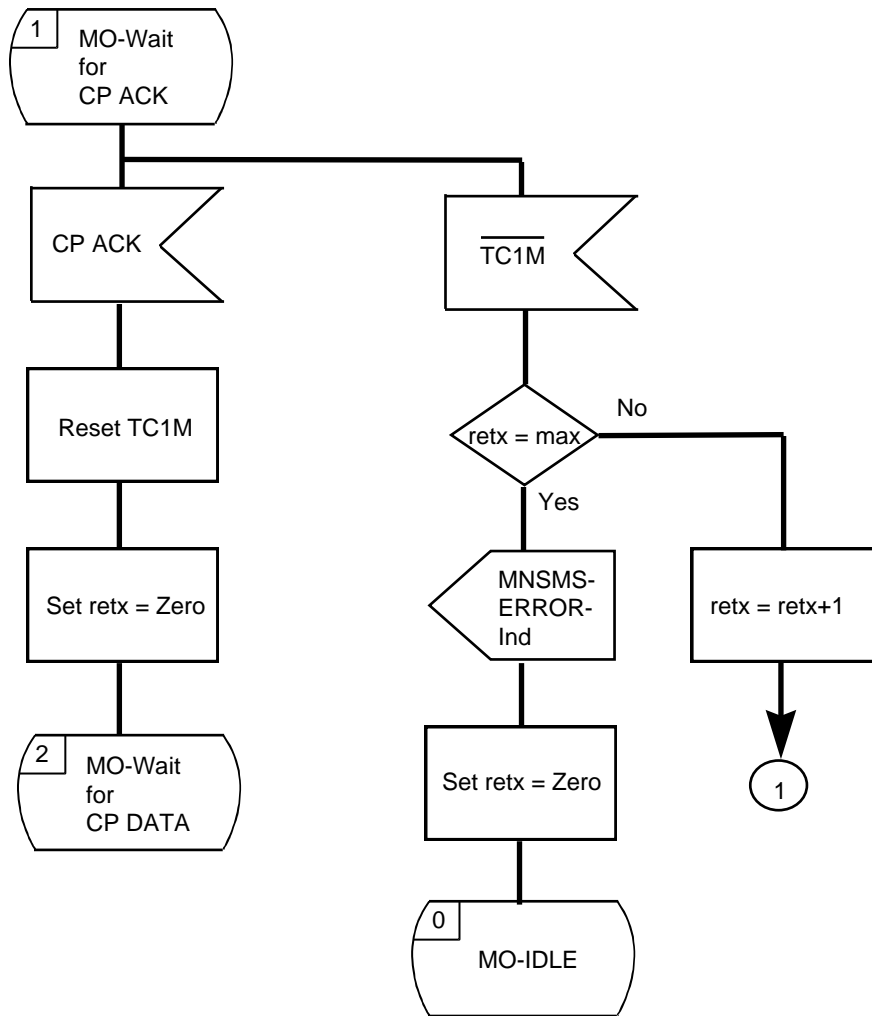 1
MO-Wait
for
CP ACK
CP ACK
TC1M
Reset TC1M
retx = max
No
Yes
Set retx = Zero
MNSMS-
ERROR-
Ind
retx = retx+1
2
MO-Wait
for
CP DATA
Set retx = Zero
1
0
MO-IDLE